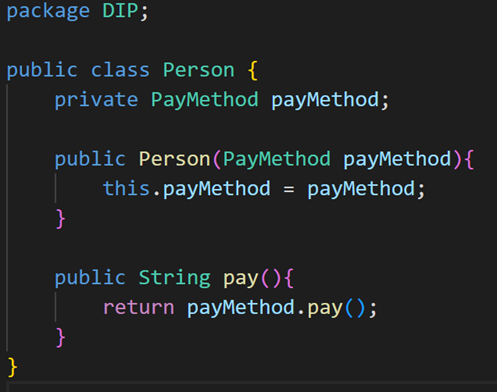 package DIP;
public class Person {
private PayMethod payMethod;
public Person(PayMethod payMethod){
this.payMethod = payMethod;
}
public String pay(){
return payMethod.pay();
}
}